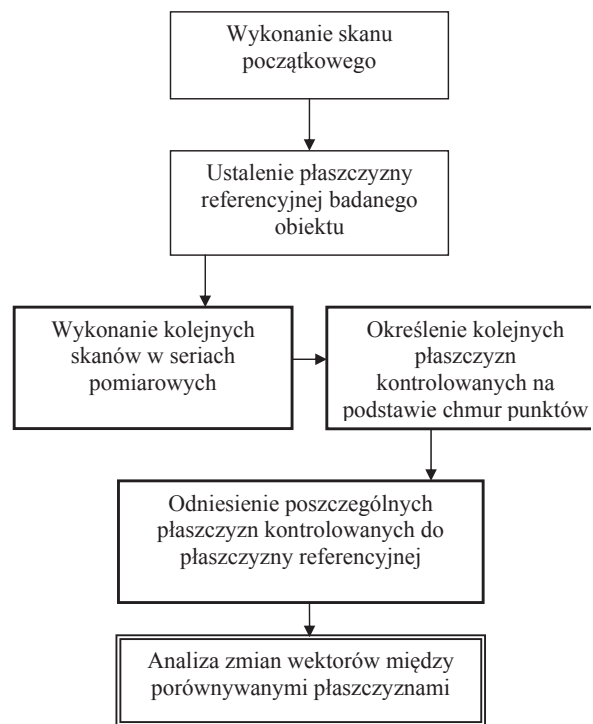 Wykonanie skanu
początkowego
Ustalenie płaszczyzny
referencyjnej badanego
obiektu
Wykonanie kolejnych
skanów w seriach
pomiarowych
Określenie kolejnych
płaszczyzn
kontrolowanych na
podstawie chmur punktów
Odniesienie poszczególnych
płaszczyzn kontrolowanych do
płaszczyzny referencyjnej
Analiza zmian wektorów między
porównywanymi płaszczyznami